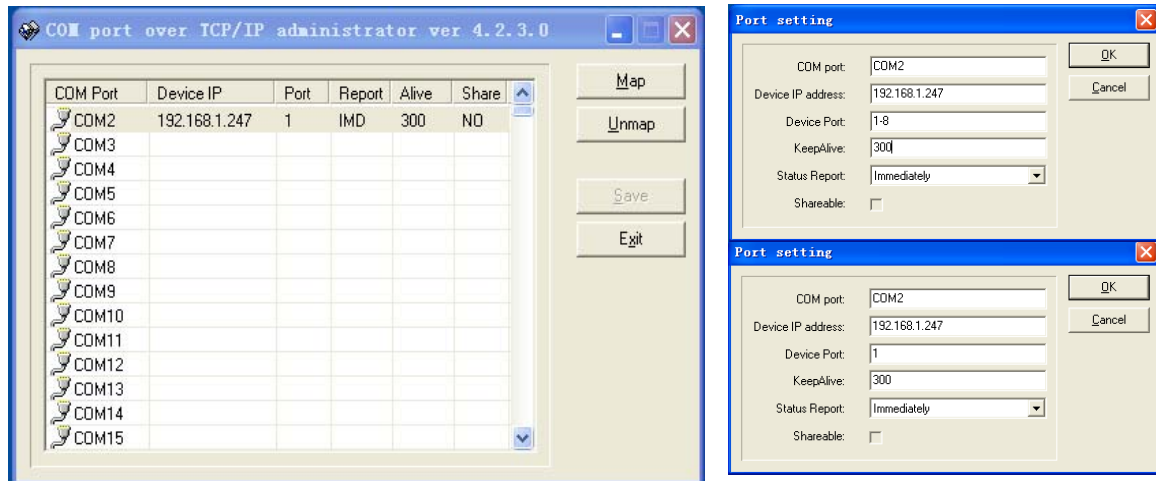 COM port over TCP/IP administrator ver 4.2.3.0
COM Port Device IP Port Report Alive Share
COM2 192.168.1.247 1 IMD 300 NO
COM3
COM4
COM5
COM6
COM7
COM8
COM9
COM10
COM11
COM12
COM13
COM14
COM15
Map
Unmap
Save
Exit
Port setting
COM port: COM2
Device IP address: 192.168.1.247
Device Port: 1-8
KeepAlive: 300
Status Report: Immediately
Shareable:
OK
Cancel
Port setting
COM port: COM2
Device IP address: 192.168.1.247
Device Port: 1
KeepAlive: 300
Status Report: Immediately
Shareable:
OK
Cancel